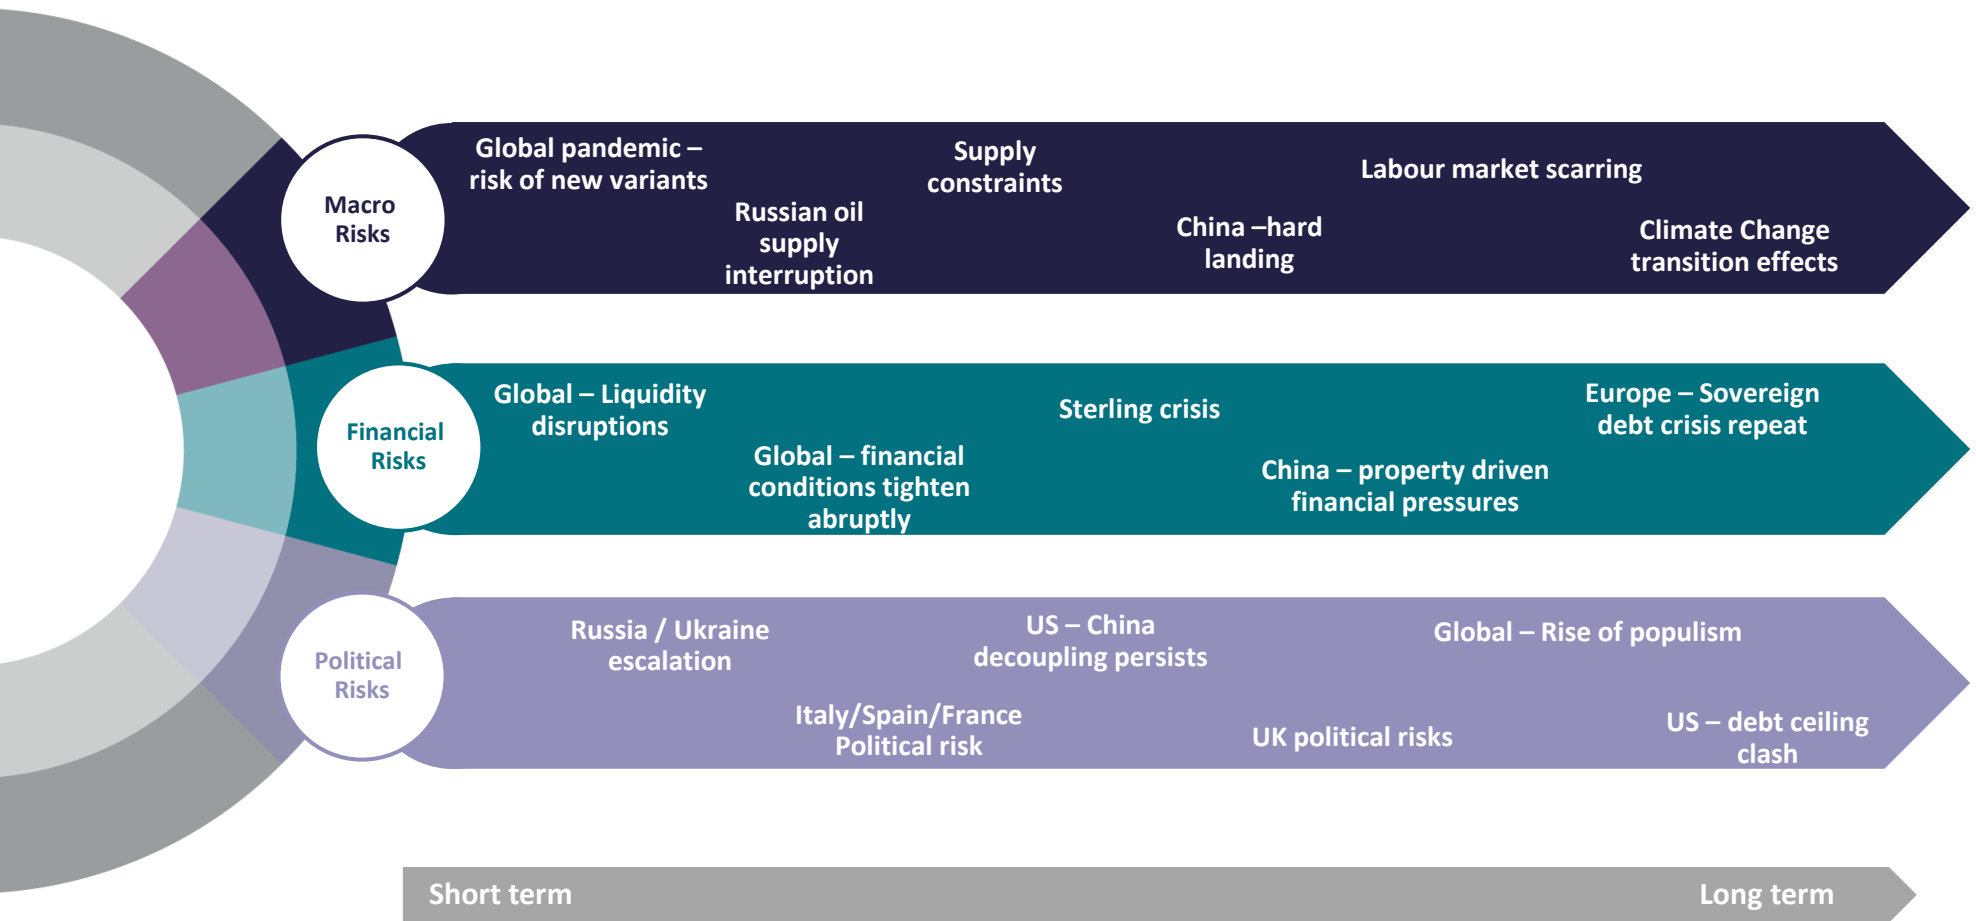 Macro
Risks
Global pandemic –
risk of new variants
Russian oil
supply
interruption
Supply
constraints
China –hard
landing
Labour market scarring
Climate Change
transition effects
Financial
Risks
Global – Liquidity
disruptions
Global – financial
conditions tighten
abruptly
Sterling crisis
China – property driven
financial pressures
Europe – Sovereign
debt crisis repeat
Political
Risks
Russia / Ukraine
escalation
Italy/Spain/France
Political risk
US – China
decoupling persists
UK political risks
Global – Rise of populism
US – debt ceiling
clash
Short term
Long term